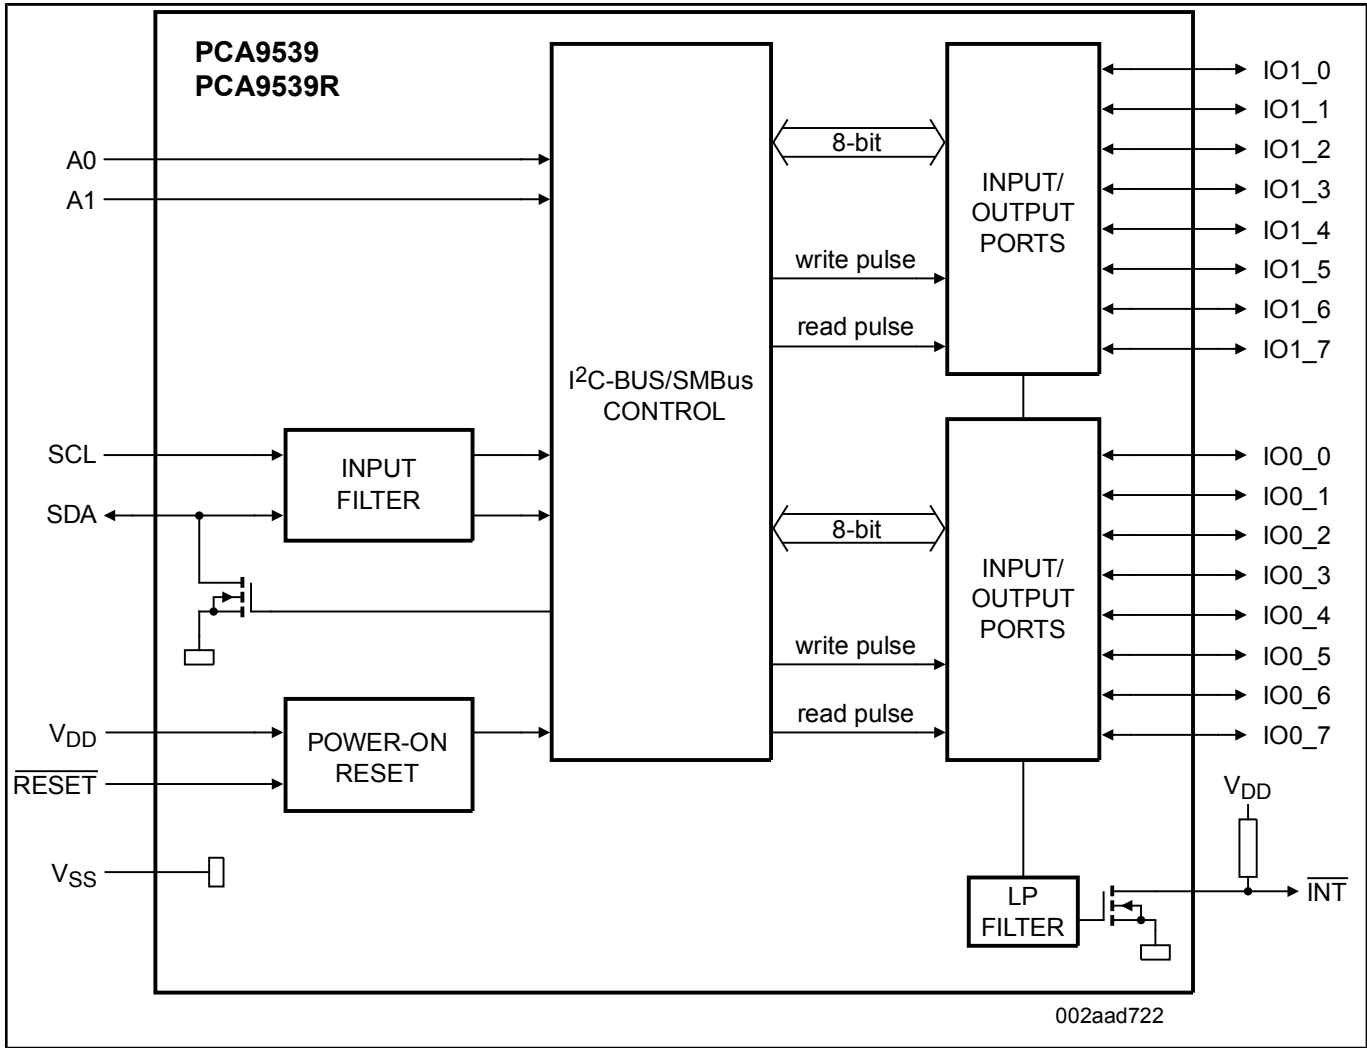 PCA9539
PCA9539R
A0
A1
SCL
SDA
VDD
RESET
VSS
INPUT
FILTER
POWER-ON
RESET
I2C-BUS/SMBus
CONTROL
8-bit
write pulse
read pulse
INPUT/
OUTPUT
PORTS
IO1_0
IO1_1
IO1_2
IO1_3
IO1_4
IO1_5
IO1_6
IO1_7
8-bit
write pulse
read pulse
INPUT/
OUTPUT
PORTS
IO0_0
IO0_1
IO0_2
IO0_3
IO0_4
IO0_5
IO0_6
IO0_7
VDD
LP
FILTER
INT
002aad722